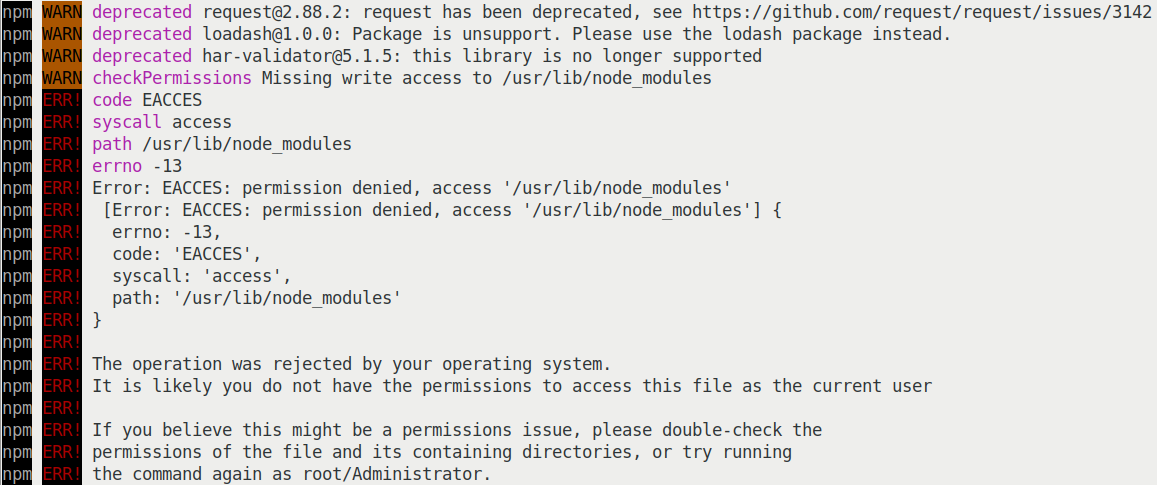 npm WARN deprecated request@2.88.2: request has been deprecated, see https://github.com/request/request/issues/3142
npm WARN deprecated loadash@1.0.0: Package is unsupport. Please use the lodash package instead.
npm WARN deprecated har-validator@5.1.5: this library is no longer supported
npm WARN checkPermissions Missing write access to /usr/lib/node_modules
npm ERR! code EACCES
npm ERR! syscall access
npm ERR! path /usr/lib/node_modules
npm ERR! errno -13
npm ERR! Error: EACCES: permission denied, access '/usr/lib/node_modules'
npm ERR!  [Error: EACCES: permission denied, access '/usr/lib/node_modules'] {
npm ERR!   errno: -13,
npm ERR!   code: 'EACCES',
npm ERR!   syscall: 'access',
npm ERR!   path: '/usr/lib/node_modules'
npm ERR! }
npm ERR!
npm ERR! The operation was rejected by your operating system.
npm ERR! It is likely you do not have the permissions to access this file as the current user
npm ERR!
npm ERR! If you believe this might be a permissions issue, please double-check the
npm ERR! permissions of the file and its containing directories, or try running
npm ERR! the command again as root/Administrator.